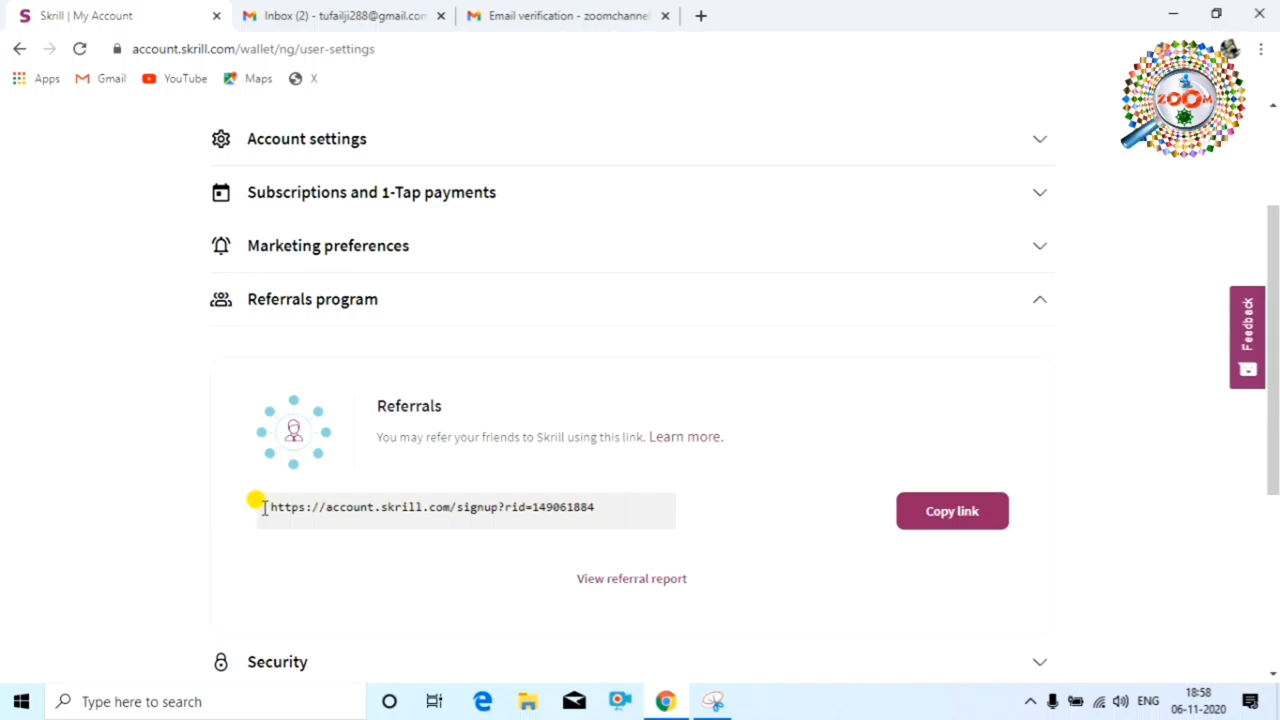 Skrill | My Account
Inbox (2) - tufailji288@gmail.com
Email verification - zoomchannel
account.skrill.com/wallet/ng/user-settings
Apps
Gmail
YouTube
Maps
X
ZOOM
Account settings
Subscriptions and 1-Tap payments
Marketing preferences
Referrals program
Feedback
Referrals
You may refer your friends to Skrill using this link. Learn more.
https://account.skrill.com/signup?rid=149061884
Copy link
View referral report
Security
Type here to search
ENG
18:58
06-11-2020